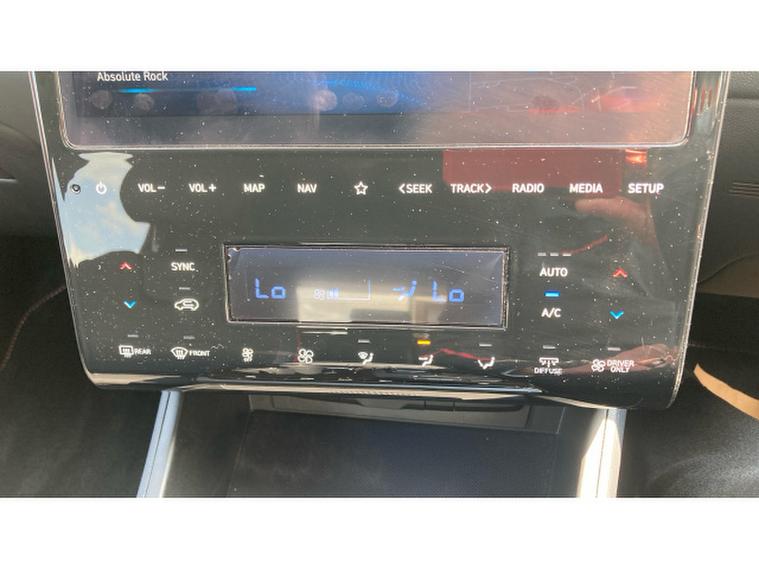 Absolute Rock
VOL− VOL+ MAP NAV ☆ <SEEK TRACK> RADIO MEDIA SETUP
SYNC Lo Lo AUTO
A/C
REAR FRONT OFF DIFFUSE DRIVER ONLY